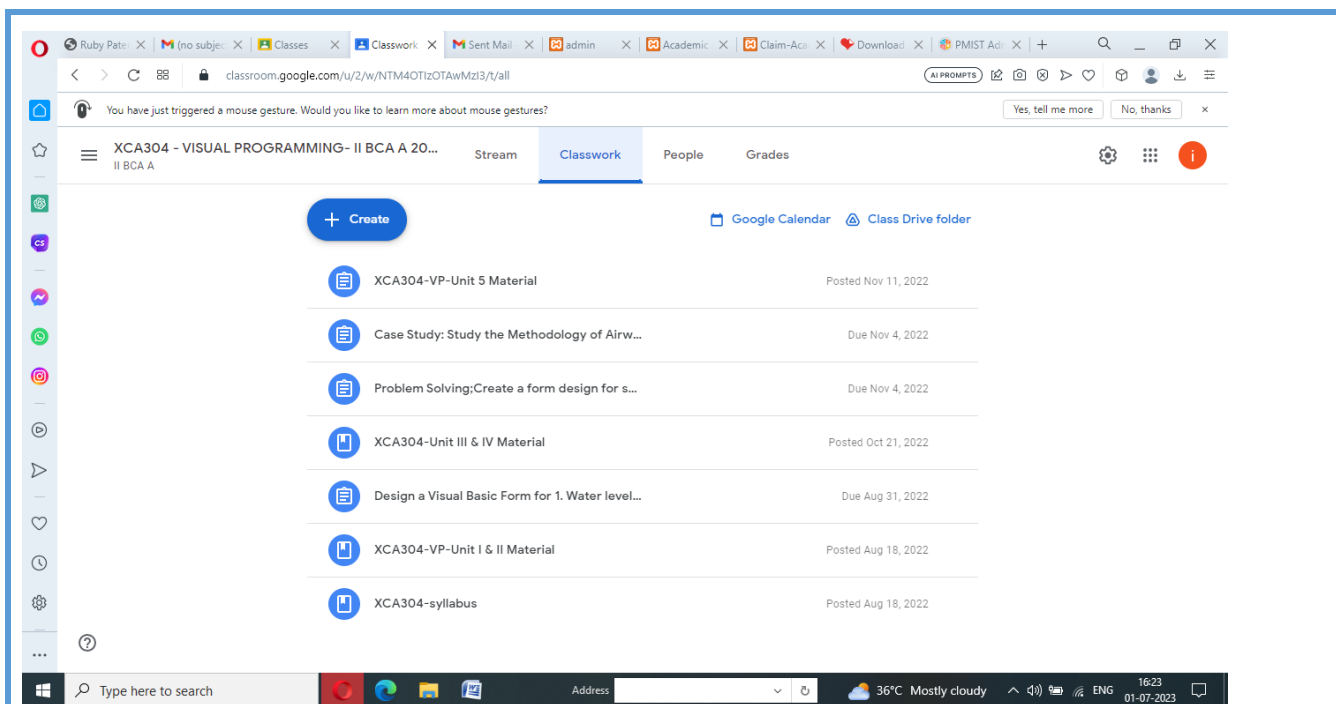 Ruby Pate M (no subjec Classes Classwork Sent Mail admin Academic Claim-Aca Download PMIST Adr
classroom.google.com/u/2/w/NTM4OTIzOTAwMzI3/t/all AI PROMPTS
You have just triggered a mouse gesture. Would you like to learn more about mouse gestures? Yes, tell me more No, thanks
XCA304 - VISUAL PROGRAMMING- II BCA A 20... Stream Classwork People Grades i
II BCA A
Create Google Calendar Class Drive folder
CS
XCA304-VP-Unit 5 Material Posted Nov 11, 2022
Case Study: Study the Methodology of Airw... Due Nov 4, 2022
Problem Solving;Create a form design for s... Due Nov 4, 2022
XCA304-Unit III & IV Material Posted Oct 21, 2022
Design a Visual Basic Form for 1. Water level... Due Aug 31, 2022
XCA304-VP-Unit I & II Material Posted Aug 18, 2022
XCA304-syllabus Posted Aug 18, 2022
Type here to search Address 36°C Mostly cloudy ENG 16:23
01-07-2023